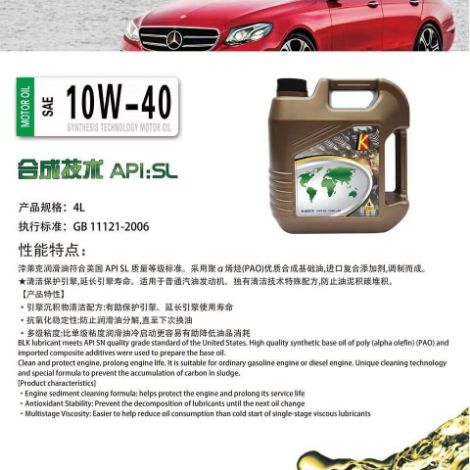 MOTOR OIL
SAE
10W-40
SYNTHESIS TECHNOLOGY MOTOR OIL
合成技术 API:SL
产品规格：4L
执行标准：GB 11121-2006
性能特点：
K
浡莱克润滑油符合美国 API SL 质量等级标准。采用聚α烯烃(PAO)优质合成基础油,进口复合添加剂,调制而成。
★清洁保护引擎,延长引擎寿命。适用于普通汽油发动机。独有清洁技术特殊配方,防止油泥积碳堆积。
【产品特性】
• 引擎沉积物清洁配方:有助保护引擎、延长引擎使用寿命
• 抗氧化稳定性:防止润滑油分解,直至下次换油
• 多级粘度:比单级粘度润滑油冷启动更容易有助降低油品消耗
BLK lubricant meets API SN quality grade standard of the United States. High quality synthetic base oil of poly (alpha olefin) (PAO) and
imported composite additives were used to prepare the base oil.
Clean and protect engine, prolong engine life. It is suitable for ordinary gasoline engine or diesel engine. Unique cleaning technology
and special formula to prevent the accumulation of carbon in sludge.
[Product characteristics]
• Engine sediment cleaning formula: helps protect the engine and prolong its service life
• Antioxidant Stability: Prevent the decomposition of lubricants until the next oil change
• Multistage Viscosity: Easier to help reduce oil consumption than cold start of single-stage viscous lubricants